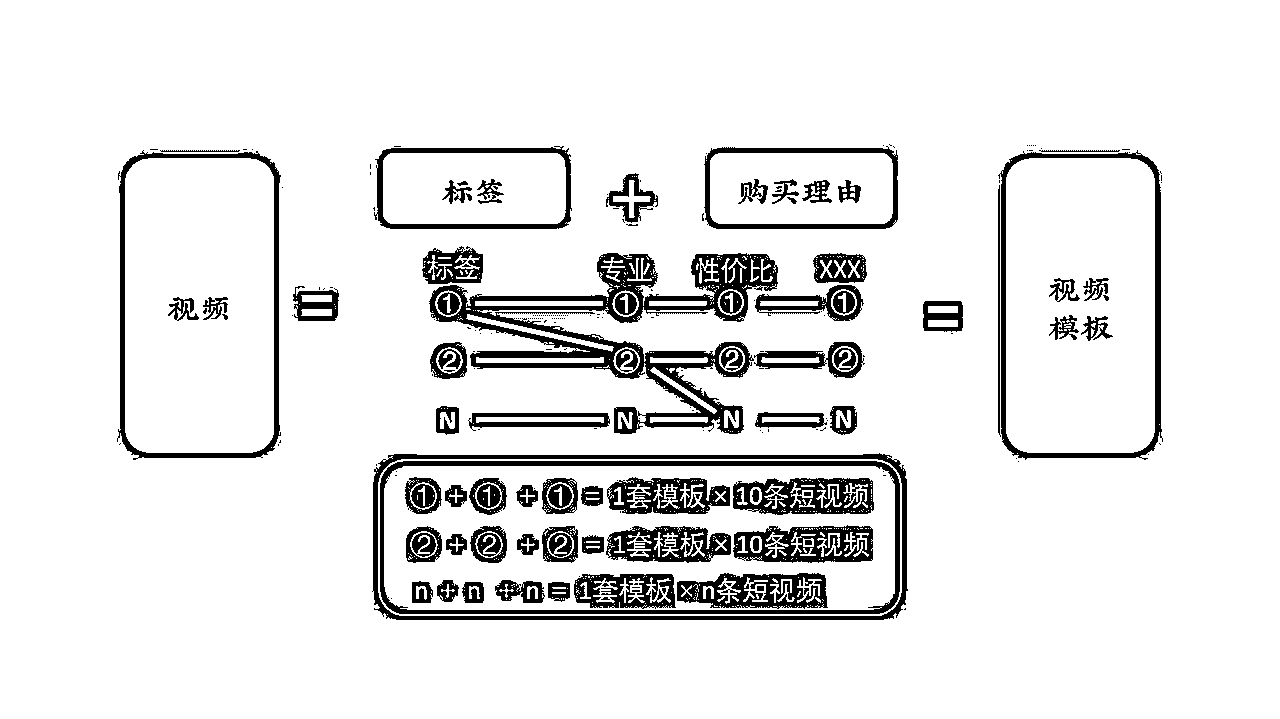 标签 + 购买理由
视频 = = 视频
模板
标签 专业 性价比 XXX
① ① ① ①
② ② ② ②
N N N N
①+①+①=1套模板×10条短视频
②+②+②=1套模板×10条短视频
n+n+n=1套模板×n条短视频